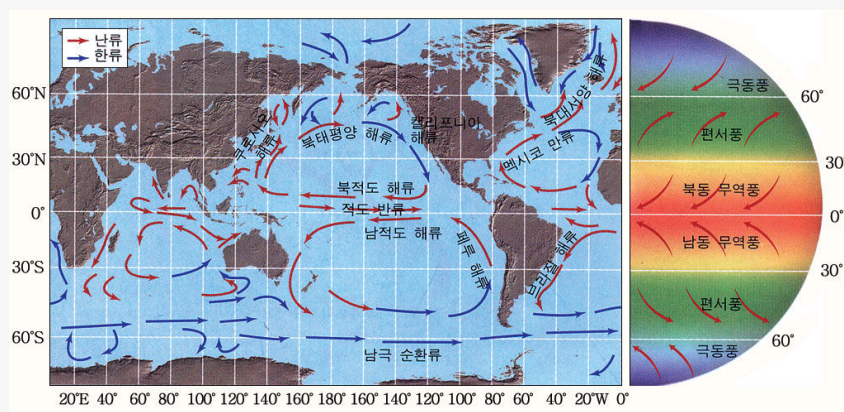 난류
한류
60°N
30°N
0°
30°S
60°S
쿠로시오
해류
북태평양 해류
캘리포니아
해류
북대서양 해류
멕시코 만류
북적도 해류
적도 반류
남적도 해류
페루 해류
브라질 해류
남극 순환류
20°E 40° 60° 80° 100° 120° 140° 160° 180° 160° 140° 120° 100° 80° 60° 40° 20°W 0°
극동풍
60°
편서풍
30°
북동 무역풍
0°
남동 무역풍
30°
편서풍
60°
극동풍